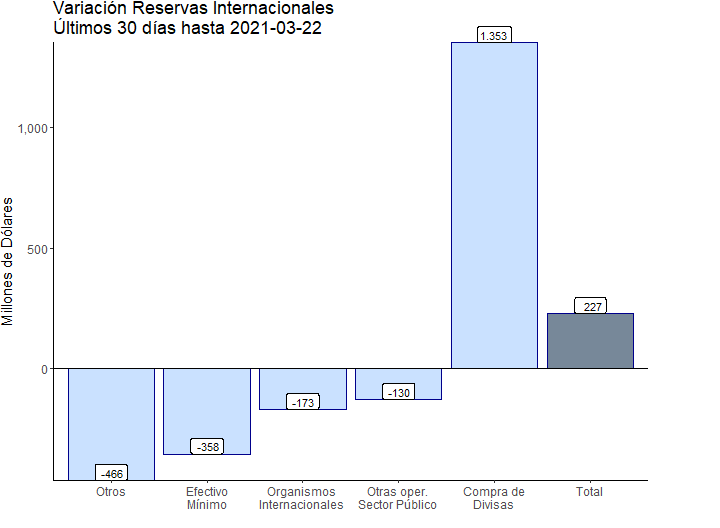 Variación Reservas Internacionales
Últimos 30 días hasta 2021-03-22
Millones de Dólares
1,000
500
0
1.353
227
-130
-173
-358
-466
Otros
Efectivo
Mínimo
Organismos
Internacionales
Otras oper.
Sector Público
Compra de
Divisas
Total